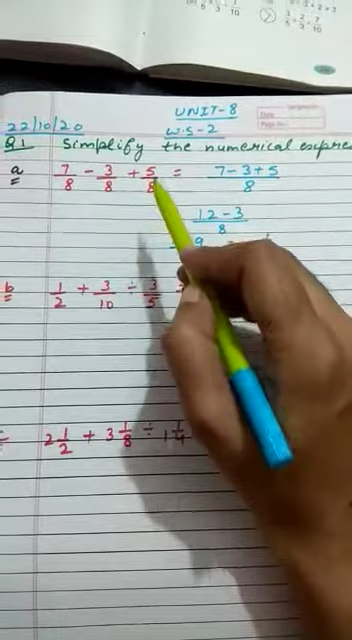 UNIT-8
22/10/20
W.S-2
Q1 Simplify the numerical expres
a 7/8 - 3/8 + 5/8 = 7-3+5/8
12-3/8
9
b 1/2 + 3/10 ÷ 3/5
2 1/2 + 3 1/8 ÷ 1 1/4